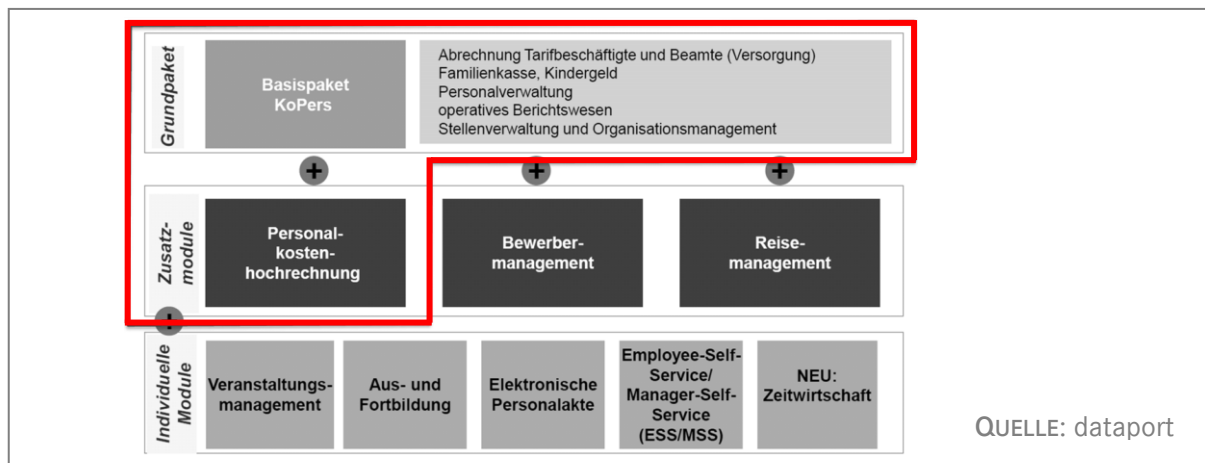 Grundpaket
Basispaket
KoPers
Abrechnung Tarifbeschäftigte und Beamte (Versorgung)
Familienkasse, Kindergeld
Personalverwaltung
operatives Berichtswesen
Stellenverwaltung und Organisationsmanagement
+
+
+
Zusatz-
module
Personal-
kosten-
hochrechnung
Bewerber-
management
Reise-
management
+
Individuelle
Module
Veranstaltungs-
management
Aus- und
Fortbildung
Elektronische
Personalakte
Employee-Self-
Service/
Manager-Self-
Service
(ESS/MSS)
NEU:
Zeitwirtschaft
QUELLE: dataport